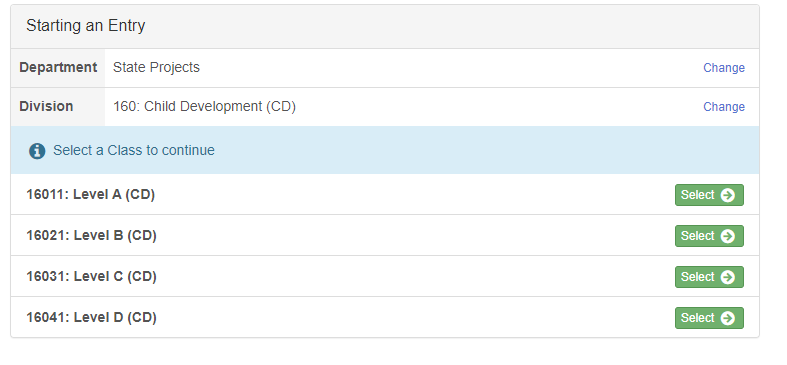 Starting an Entry
Department State Projects Change
Division 160: Child Development (CD) Change
Select a Class to continue
16011: Level A (CD) Select
16021: Level B (CD) Select
16031: Level C (CD) Select
16041: Level D (CD) Select